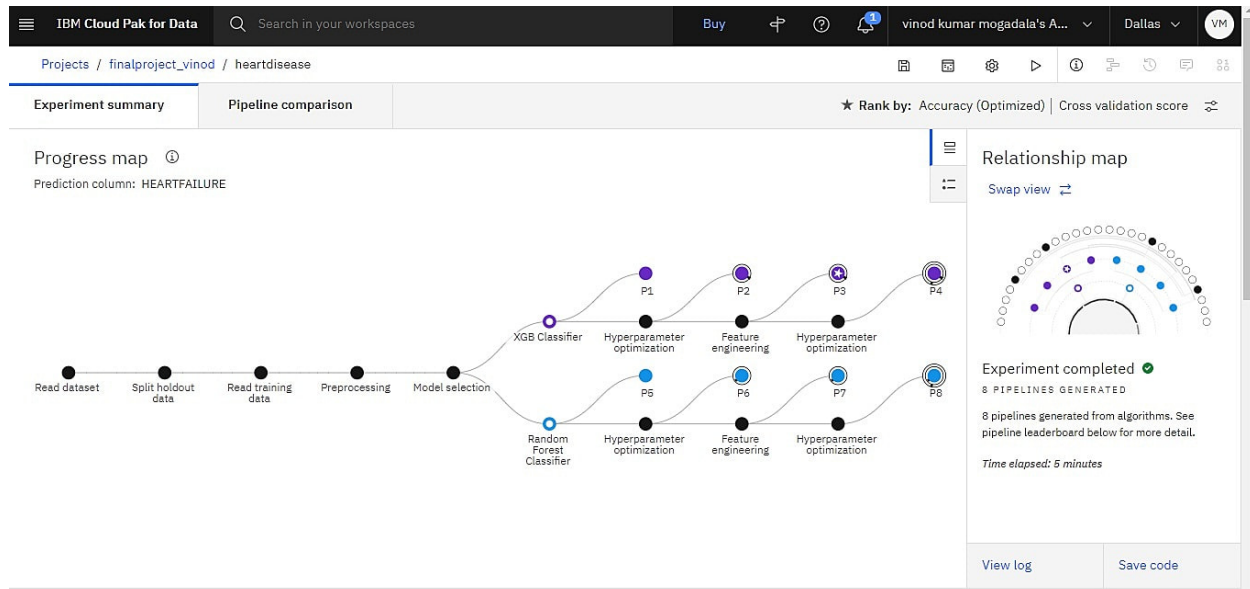 IBM Cloud Pak for Data
Search in your workspaces
Buy
1
vinod kumar mogadala's A...
Dallas
VM
Projects / finalproject_vinod / heartdisease
Experiment summary
Pipeline comparison
Rank by: Accuracy (Optimized) | Cross validation score
Progress map
Prediction column: HEARTFAILURE
P1
P2
P3
P4
XGB Classifier
Hyperparameter
optimization
Feature
engineering
Hyperparameter
optimization
Read dataset
Split holdout
data
Read training
data
Preprocessing
Model selection
P5
P6
P7
P8
Random
Forest
Classifier
Hyperparameter
optimization
Feature
engineering
Hyperparameter
optimization
Relationship map
Swap view
Experiment completed
8 PIPELINES GENERATED
8 pipelines generated from algorithms. See
pipeline leaderboard below for more detail.
Time elapsed: 5 minutes
View log
Save code